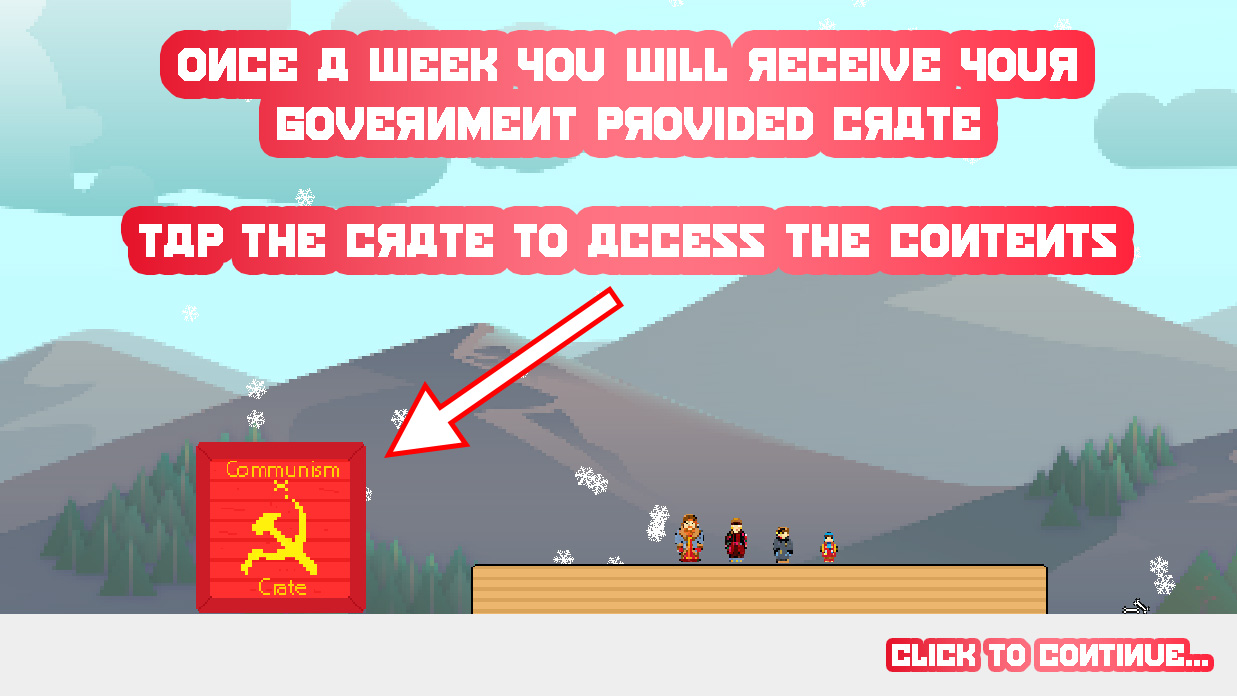 ONCE A WEEK YOU WILL RECEIVE YOUR
GOVERNMENT PROVIDED CRATE
TAP THE CRATE TO ACCESS THE CONTENTS
Communism
Crate
CLICK TO CONTINUE...